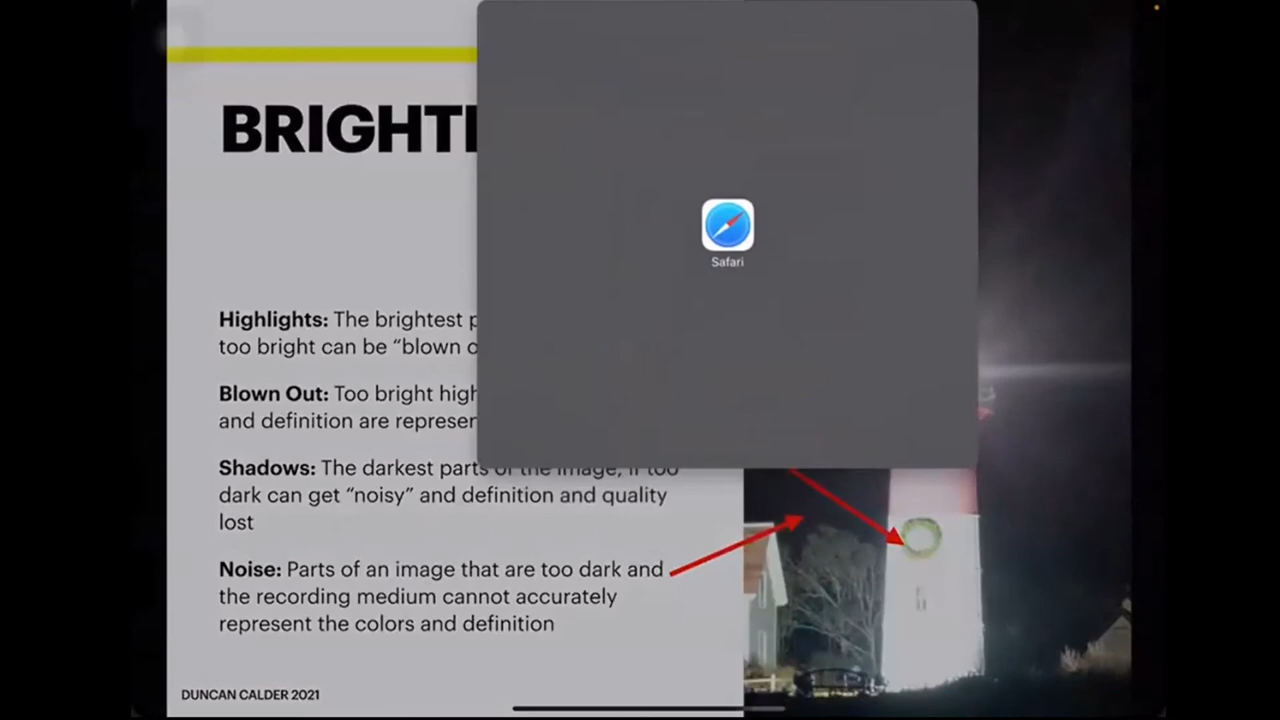 BRIGHT
Safari
Highlights: The brightest
too bright can be “blown
Blown Out: Too bright
and definition are
Shadows: The darkest parts of the image, if too
dark can get “noisy” and definition and quality
lost
Noise: Parts of an image that are too dark and
the recording medium cannot accurately
represent the colors and definition
DUNCAN CALDER 2021